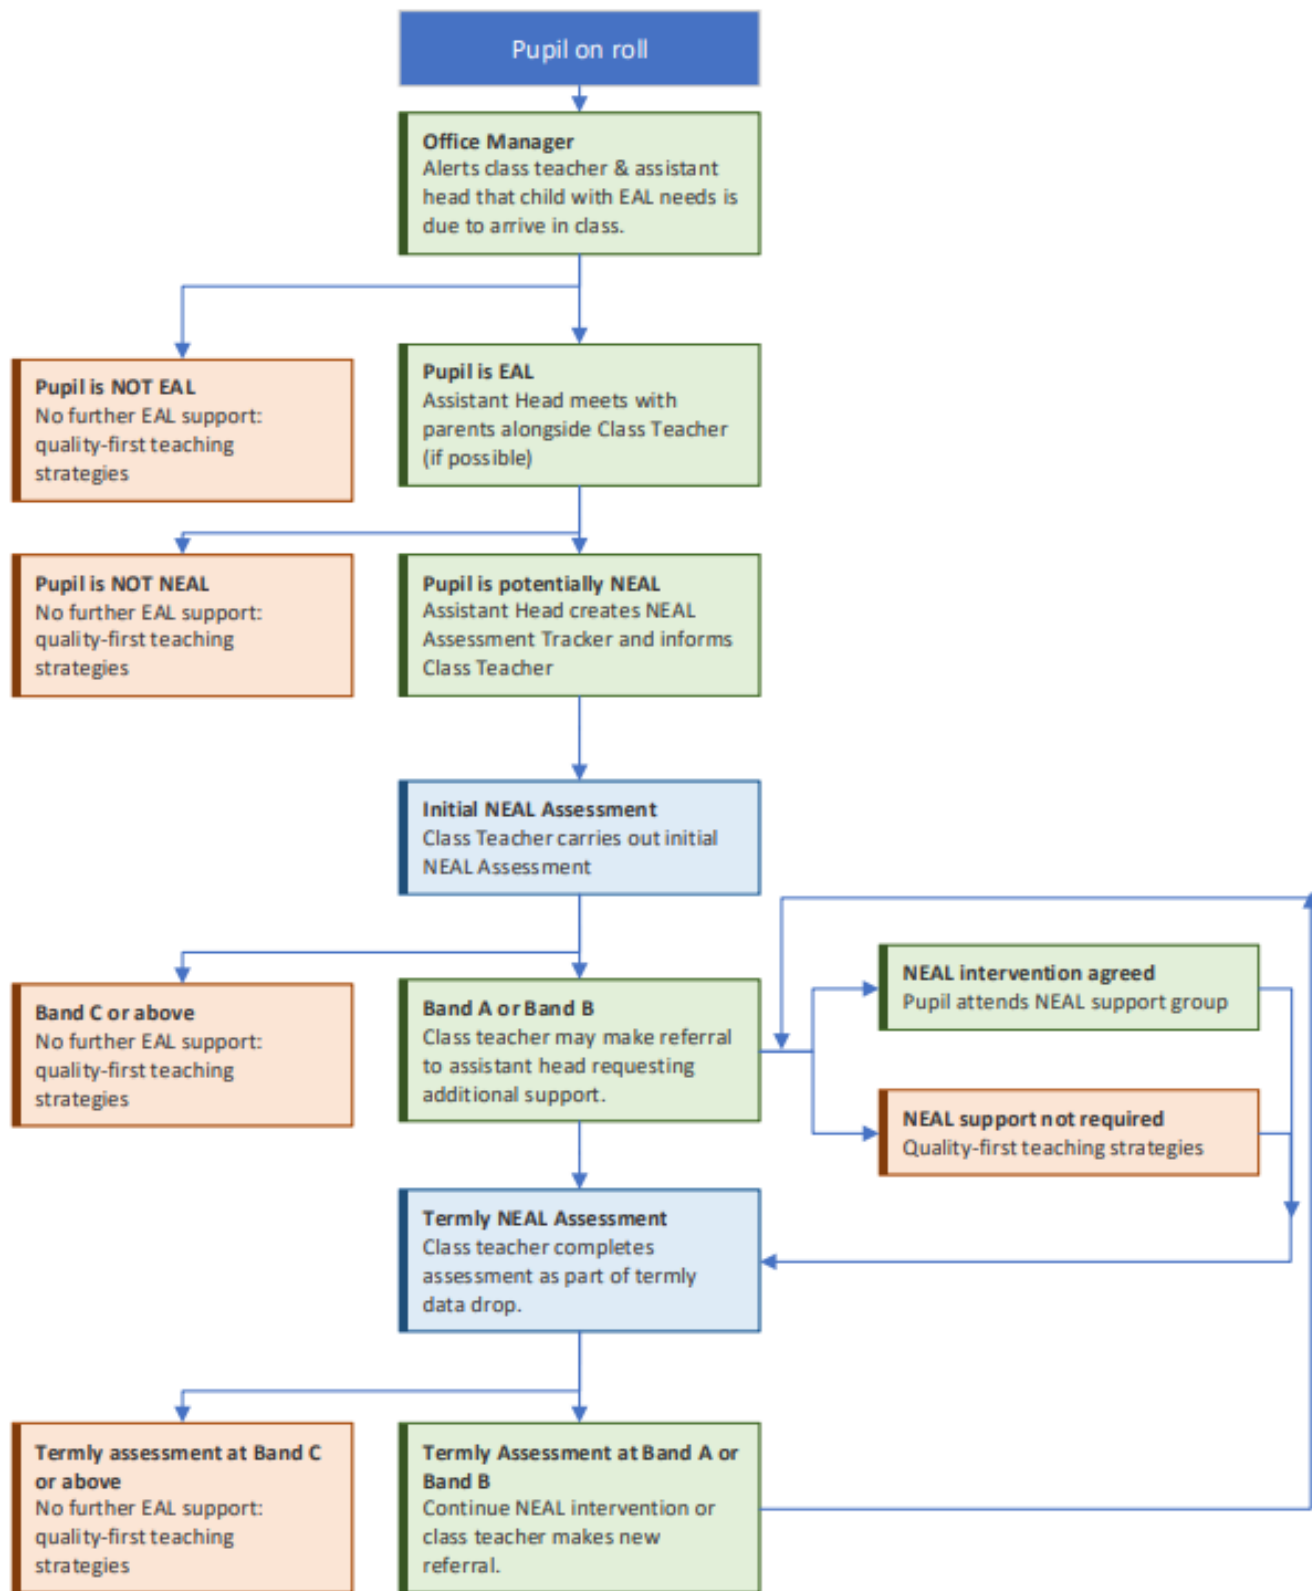 Pupil on roll
Office Manager
Alerts class teacher & assistant
head that child with EAL needs is
due to arrive in class.
Pupil is NOT EAL
No further EAL support:
quality-first teaching
strategies
Pupil is EAL
Assistant Head meets with
parents alongside Class Teacher
(if possible)
Pupil is NOT NEAL
No further EAL support:
quality-first teaching
strategies
Pupil is potentially NEAL
Assistant Head creates NEAL
Assessment Tracker and informs
Class Teacher
Initial NEAL Assessment
Class Teacher carries out initial
NEAL Assessment
Band C or above
No further EAL support:
quality-first teaching
strategies
Band A or Band B
Class teacher may make referral
to assistant head requesting
additional support.
NEAL intervention agreed
Pupil attends NEAL support group
NEAL support not required
Quality-first teaching strategies
Termly NEAL Assessment
Class teacher completes
assessment as part of termly
data drop.
Termly assessment at Band C
or above
No further EAL support:
quality-first teaching
strategies
Termly Assessment at Band A or
Band B
Continue NEAL intervention or
class teacher makes new
referral.